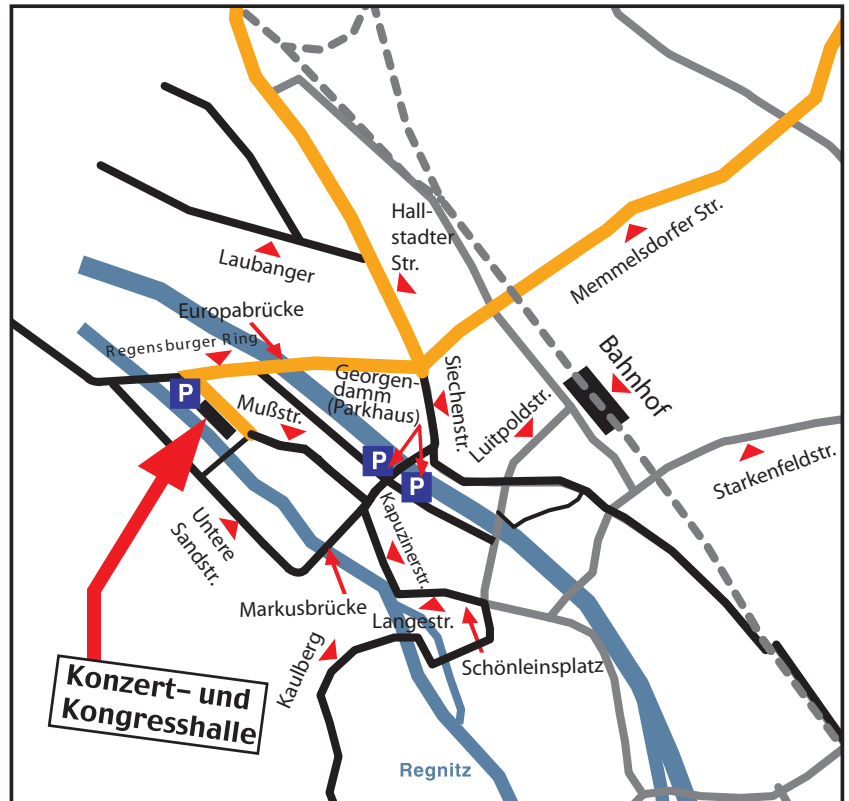 Hall-
stadter
Str.
Memmelsdorfer Str.
Laubanger
Europabrücke
Regensburger Ring
Georgen-
damm
(Parkhaus)
Siechenstr.
Bahnhof
P
Mußstr.
Luitpoldstr.
Starkenfeldstr.
P
P
Kapuzinerstr.
Untere
Sandstr.
Markusbrücke
Langestr.
Kaulberg
Schönleinsplatz
Konzert– und
Kongresshalle
Regnitz